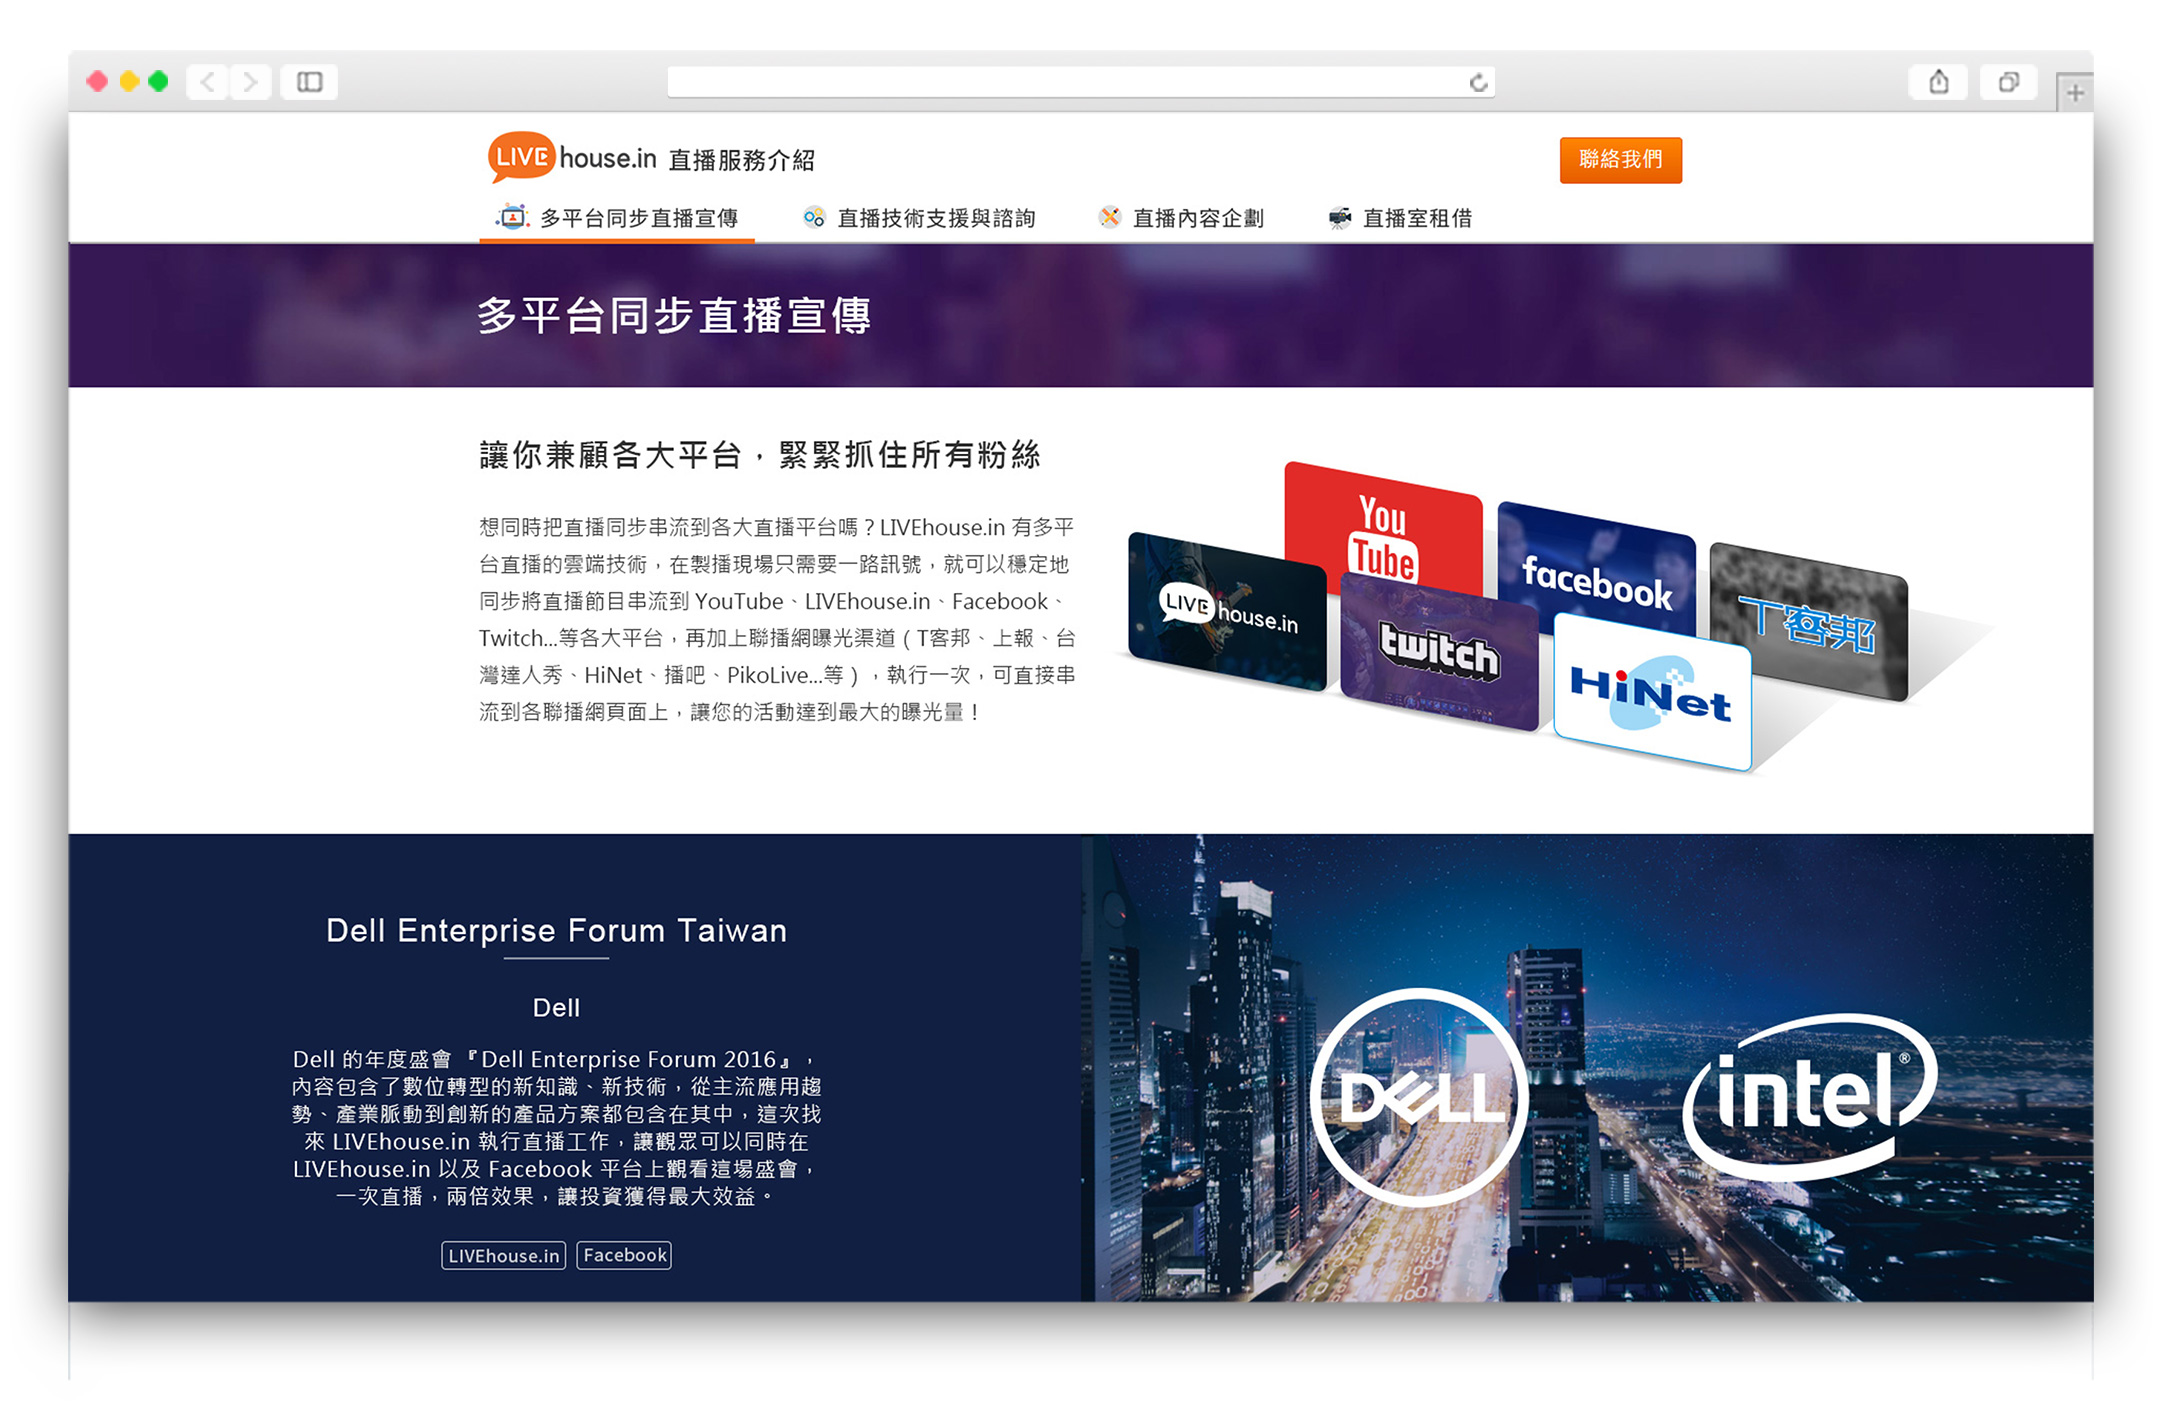 LIVE house.in 直播服務介紹
聯絡我們
多平台同步直播宣傳
直播技術支援與諮詢
直播內容企劃
直播室租借
多平台同步直播宣傳
讓你兼顧各大平台，緊緊抓住所有粉絲
想同時把直播同步串流到各大直播平台嗎？LIVEhouse.in 有多平
台直播的雲端技術，在製播現場只需要一路訊號，就可以穩定地
同步將直播節目串流到 YouTube、LIVEhouse.in、Facebook、
Twitch...等各大平台，再加上聯播網曝光渠道（T客邦、上報、台
灣達人秀、HiNet、播吧、PikoLive...等），執行一次，可直接串
流到各聯播網頁面上，讓您的活動達到最大的曝光量！
You
Tube
facebook
T客邦
LIVE house.in
twitch
HiNet
Dell Enterprise Forum Taiwan
Dell
Dell 的年度盛會『Dell Enterprise Forum 2016』，
內容包含了數位轉型的新知識、新技術，從主流應用趨
勢、產業脈動到創新的產品方案都包含在其中，這次找
來 LIVEhouse.in 執行直播工作，讓觀眾可以同時在
LIVEhouse.in 以及 Facebook 平台上觀看這場盛會，
一次直播，兩倍效果，讓投資獲得最大效益。
LIVEhouse.in
Facebook
DELL
intel®